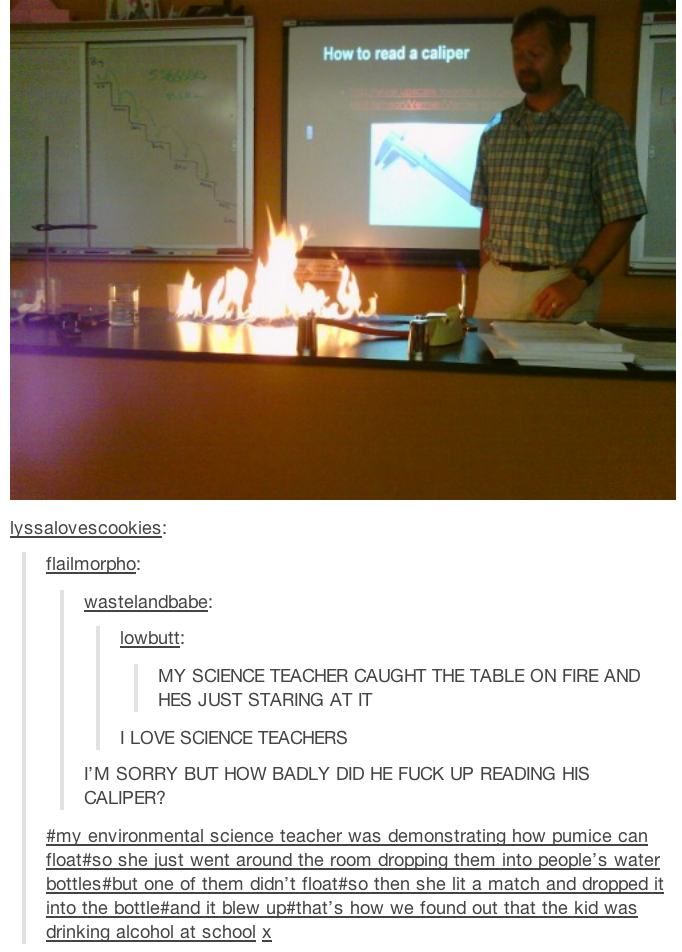 How to read a caliper
lyssalovescookies:
flailmorpho:
wastelandbabe:
lowbutt:
MY SCIENCE TEACHER CAUGHT THE TABLE ON FIRE AND
HES JUST STARING AT IT
I LOVE SCIENCE TEACHERS
I'M SORRY BUT HOW BADLY DID HE FUCK UP READING HIS
CALIPER?
#my environmental science teacher was demonstrating how pumice can
float#so she just went around the room dropping them into people's water
bottles#but one of them didn't float#so then she lit a match and dropped it
into the bottle#and it blew up#that's how we found out that the kid was
drinking alcohol at school x